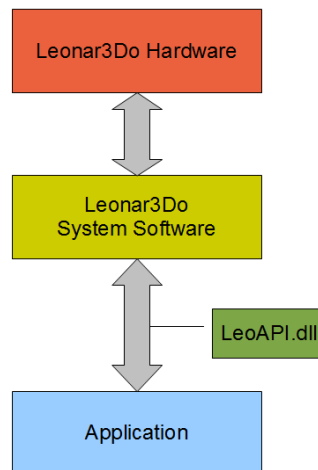 Leonar3Do Hardware
Leonar3Do
System Software
LeoAPI.dll
Application